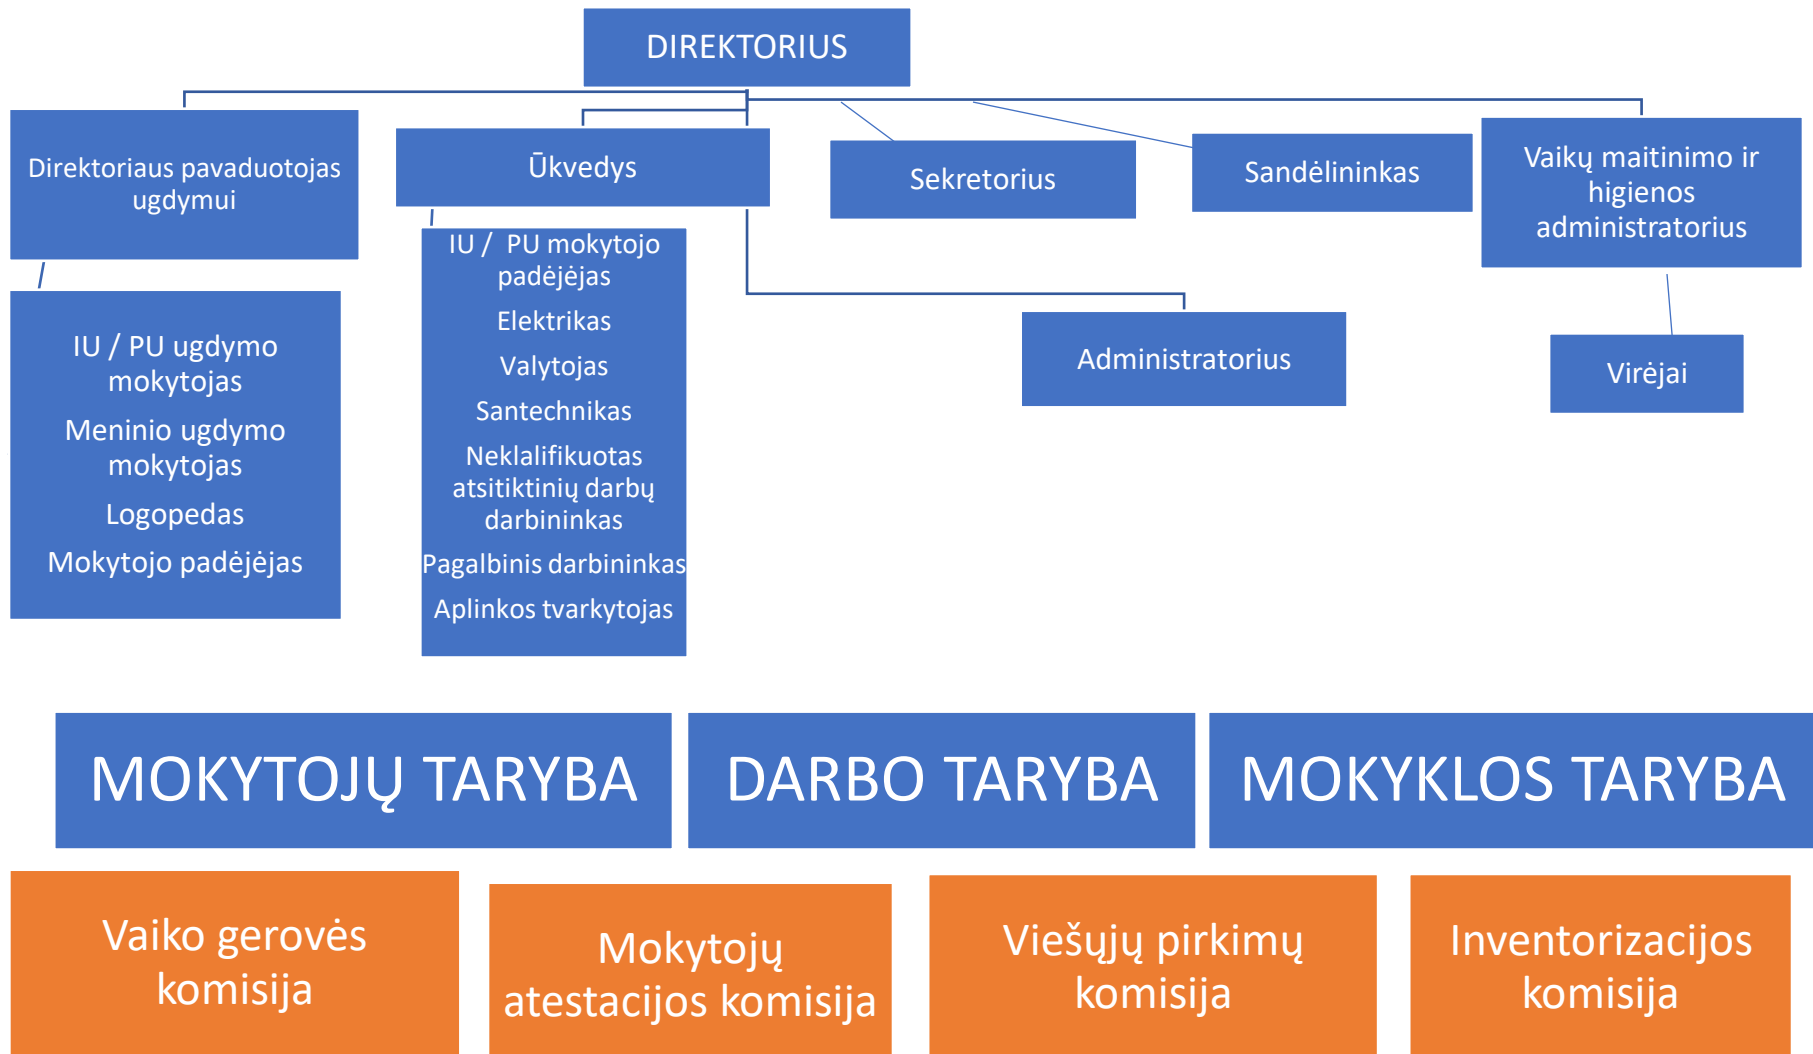 DIREKTORIUS
Direktoriaus pavaduotojas
ugdymui
Ūkvedys
Sekretorius
Sandėlininkas
Vaikų maitinimo ir
higienos
administratorius
IU / PU ugdymo
mokytojas
Meninio ugdymo
mokytojas
Logopedas
Mokytojo padėjėjas
IU / PU mokytojo
padėjėjas
Elektrikas
Valytojas
Santechnikas
Neklalifikuotas
atsitiktinių darbų
darbininkas
Pagalbinis darbininkas
Aplinkos tvarkytojas
Administratorius
Virėjai
MOKYTOJŲ TARYBA
DARBO TARYBA
MOKYKLOS TARYBA
Vaiko gerovės
komisija
Mokytojų
atestacijos komisija
Viešųjų pirkimų
komisija
Inventorizacijos
komisija